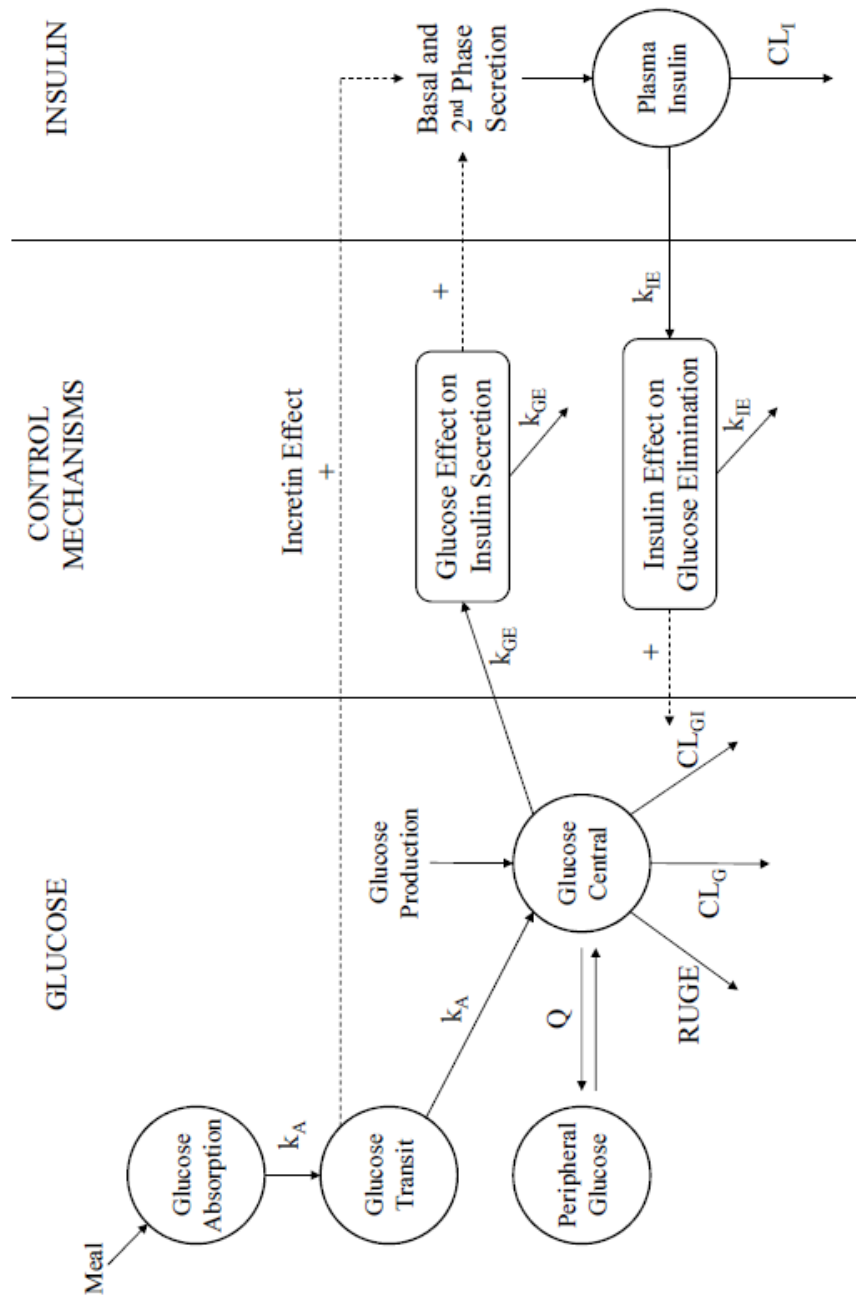 GLUCOSE
CONTROL
MECHANISMS
INSULIN
Meal
Glucose
Absorption
k_A
Glucose
Transit
k_A
Peripheral
Glucose
Q
Glucose
Production
Glucose
Central
RUGE
CL_G
CL_GI
Incretin Effect
+
k_GE
Glucose Effect on
Insulin Secretion
k_GE
+
Insulin Effect on
Glucose Elimination
k_IE
k_IE
+
Basal and
2nd Phase
Secretion
Plasma
Insulin
CL_I